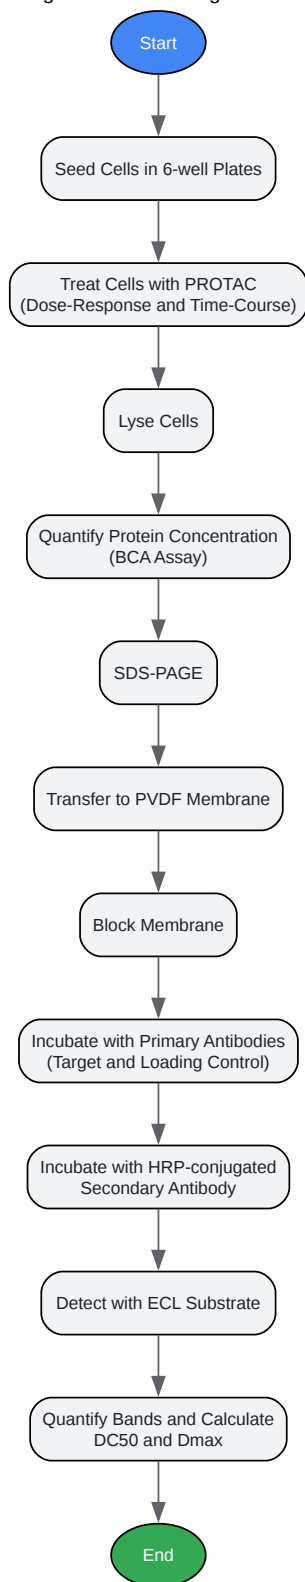 Start
Seed Cells in 6-well Plates
Treat Cells with PROTAC
(Dose-Response and Time-Course)
Lyse Cells
Quantify Protein Concentration
(BCA Assay)
SDS-PAGE
Transfer to PVDF Membrane
Block Membrane
Incubate with Primary Antibodies
(Target and Loading Control)
Incubate with HRP-conjugated
Secondary Antibody
Detect with ECL Substrate
Quantify Bands and Calculate
DC50 and Dmax
End